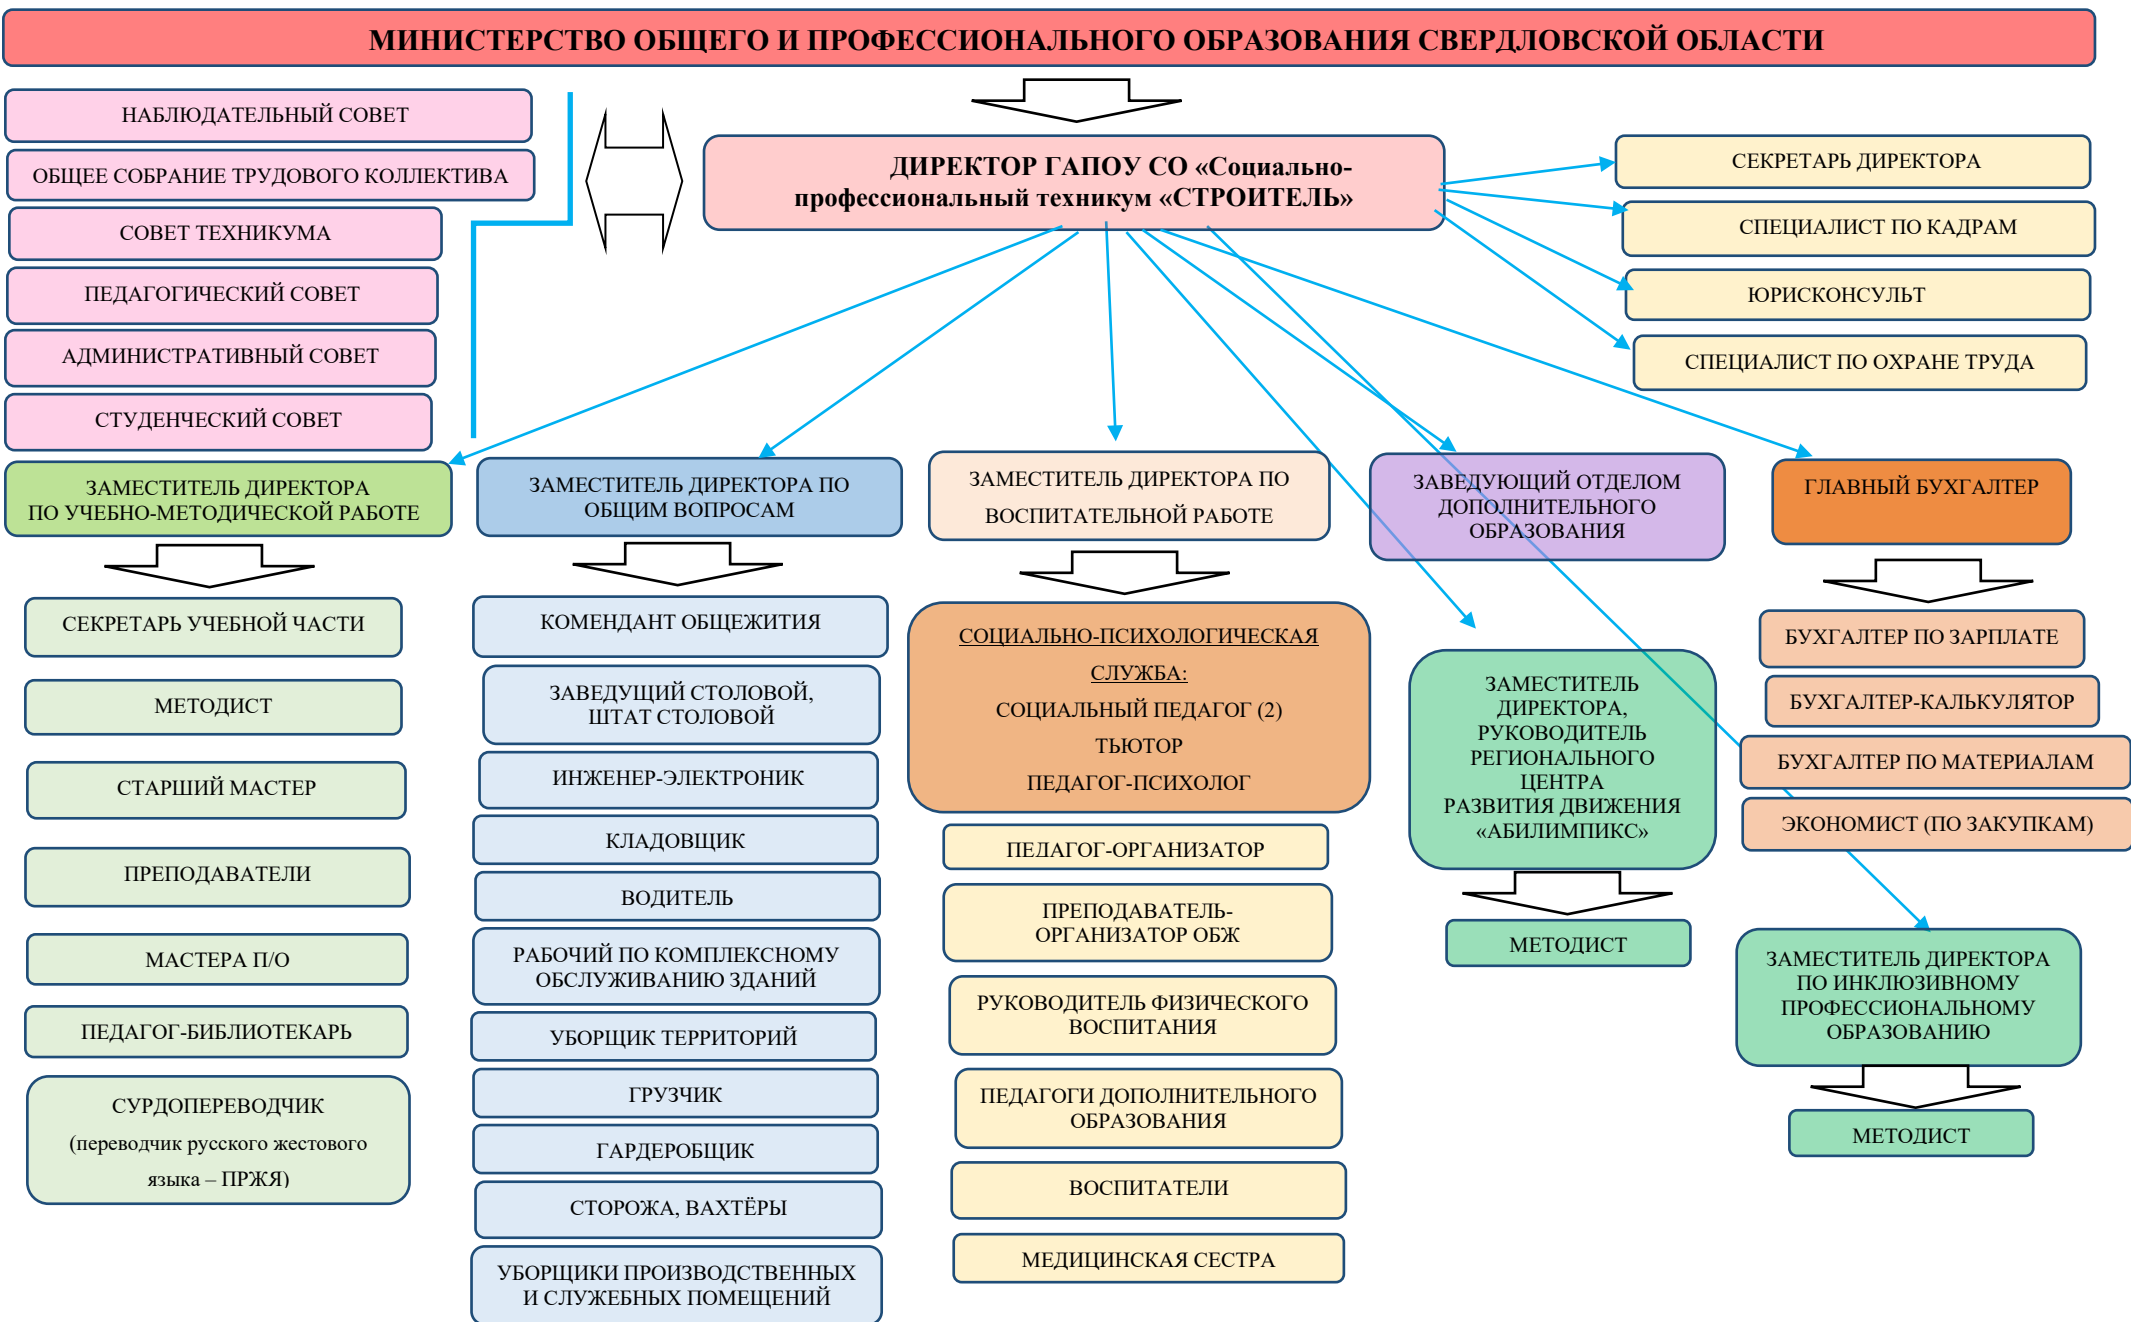 МИНИСТЕРСТВО ОБЩЕГО И ПРОФЕССИОНАЛЬНОГО ОБРАЗОВАНИЯ СВЕРДЛОВСКОЙ ОБЛАСТИ
НАБЛЮДАТЕЛЬНЫЙ СОВЕТ
ОБЩЕЕ СОБРАНИЕ ТРУДОВОГО КОЛЛЕКТИВА
СОВЕТ ТЕХНИКУМА
ПЕДАГОГИЧЕСКИЙ СОВЕТ
АДМИНИСТРАТИВНЫЙ СОВЕТ
СТУДЕНЧЕСКИЙ СОВЕТ
ДИРЕКТОР ГАПОУ СО «Социально-
профессиональный техникум «СТРОИТЕЛЬ»
СЕКРЕТАРЬ ДИРЕКТОРА
СПЕЦИАЛИСТ ПО КАДРАМ
ЮРИСКОНСУЛЬТ
СПЕЦИАЛИСТ ПО ОХРАНЕ ТРУДА
ЗАМЕСТИТЕЛЬ ДИРЕКТОРА
ПО УЧЕБНО-МЕТОДИЧЕСКОЙ РАБОТЕ
СЕКРЕТАРЬ УЧЕБНОЙ ЧАСТИ
МЕТОДИСТ
СТАРШИЙ МАСТЕР
ПРЕПОДАВАТЕЛИ
МАСТЕРА П/О
ПЕДАГОГ-БИБЛИОТЕКАРЬ
СУРДОПЕРЕВОДЧИК
(переводчик русского жестового
языка – ПРЖЯ)
ЗАМЕСТИТЕЛЬ ДИРЕКТОРА ПО
ОБЩИМ ВОПРОСАМ
КОМЕНДАНТ ОБЩЕЖИТИЯ
ЗАВЕДУЩИЙ СТОЛОВОЙ,
ШТАТ СТОЛОВОЙ
ИНЖЕНЕР-ЭЛЕКТРОНИК
КЛАДОВЩИК
ВОДИТЕЛЬ
РАБОЧИЙ ПО КОМПЛЕКСНОМУ
ОБСЛУЖИВАНИЮ ЗДАНИЙ
УБОРЩИК ТЕРРИТОРИЙ
ГРУЗЧИК
ГАРДЕРОБЩИК
СТОРОЖА, ВАХТЁРЫ
УБОРЩИКИ ПРОИЗВОДСТВЕННЫХ
И СЛУЖЕБНЫХ ПОМЕЩЕНИЙ
ЗАМЕСТИТЕЛЬ ДИРЕКТОРА ПО
ВОСПИТАТЕЛЬНОЙ РАБОТЕ
СОЦИАЛЬНО-ПСИХОЛОГИЧЕСКАЯ
СЛУЖБА:
СОЦИАЛЬНЫЙ ПЕДАГОГ (2)
ТЬЮТОР
ПЕДАГОГ-ПСИХОЛОГ
ПЕДАГОГ-ОРГАНИЗАТОР
ПРЕПОДАВАТЕЛЬ-
ОРГАНИЗАТОР ОБЖ
РУКОВОДИТЕЛЬ ФИЗИЧЕСКОГО
ВОСПИТАНИЯ
ПЕДАГОГИ ДОПОЛНИТЕЛЬНОГО
ОБРАЗОВАНИЯ
ВОСПИТАТЕЛИ
МЕДИЦИНСКАЯ СЕСТРА
ЗАВЕДУЮЩИЙ ОТДЕЛОМ
ДОПОЛНИТЕЛЬНОГО
ОБРАЗОВАНИЯ
ЗАМЕСТИТЕЛЬ
ДИРЕКТОРА,
РУКОВОДИТЕЛЬ
РЕГИОНАЛЬНОГО
ЦЕНТРА
РАЗВИТИЯ ДВИЖЕНИЯ
«АБИЛИМПИКС»
МЕТОДИСТ
ГЛАВНЫЙ БУХГАЛТЕР
БУХГАЛТЕР ПО ЗАРПЛАТЕ
БУХГАЛТЕР-КАЛЬКУЛЯТОР
БУХГАЛТЕР ПО МАТЕРИАЛАМ
ЭКОНОМИСТ (ПО ЗАКУПКАМ)
ЗАМЕСТИТЕЛЬ ДИРЕКТОРА
ПО ИНКЛЮЗИВНОМУ
ПРОФЕССИОНАЛЬНОМУ
ОБРАЗОВАНИЮ
МЕТОДИСТ